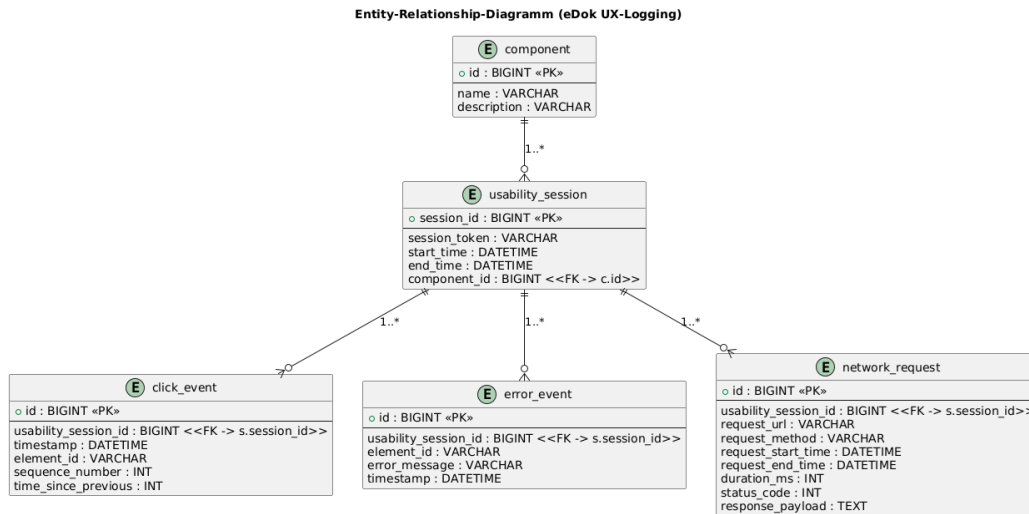 Entity-Relationship-Diagramm (eDok UX-Logging)
E component
id : BIGINT «PK»
name : VARCHAR
description : VARCHAR
1..*
E usability_session
session_id : BIGINT «PK»
session_token : VARCHAR
start_time : DATETIME
end_time : DATETIME
component_id : BIGINT <<FK -> c.id>>
1..*
1..*
1..*
E click_event
id : BIGINT «PK»
usability_session_id : BIGINT <<FK -> s.session_id>>
timestamp : DATETIME
element_id : VARCHAR
sequence_number : INT
time_since_previous : INT
E error_event
id : BIGINT «PK»
usability_session_id : BIGINT <<FK -> s.session_id>>
element_id : VARCHAR
error_message : VARCHAR
timestamp : DATETIME
E network_request
id : BIGINT «PK»
usability_session_id : BIGINT <<FK -> s.session_id>>
request_url : VARCHAR
request_method : VARCHAR
request_start_time : DATETIME
request_end_time : DATETIME
duration_ms : INT
status_code : INT
response_payload : TEXT